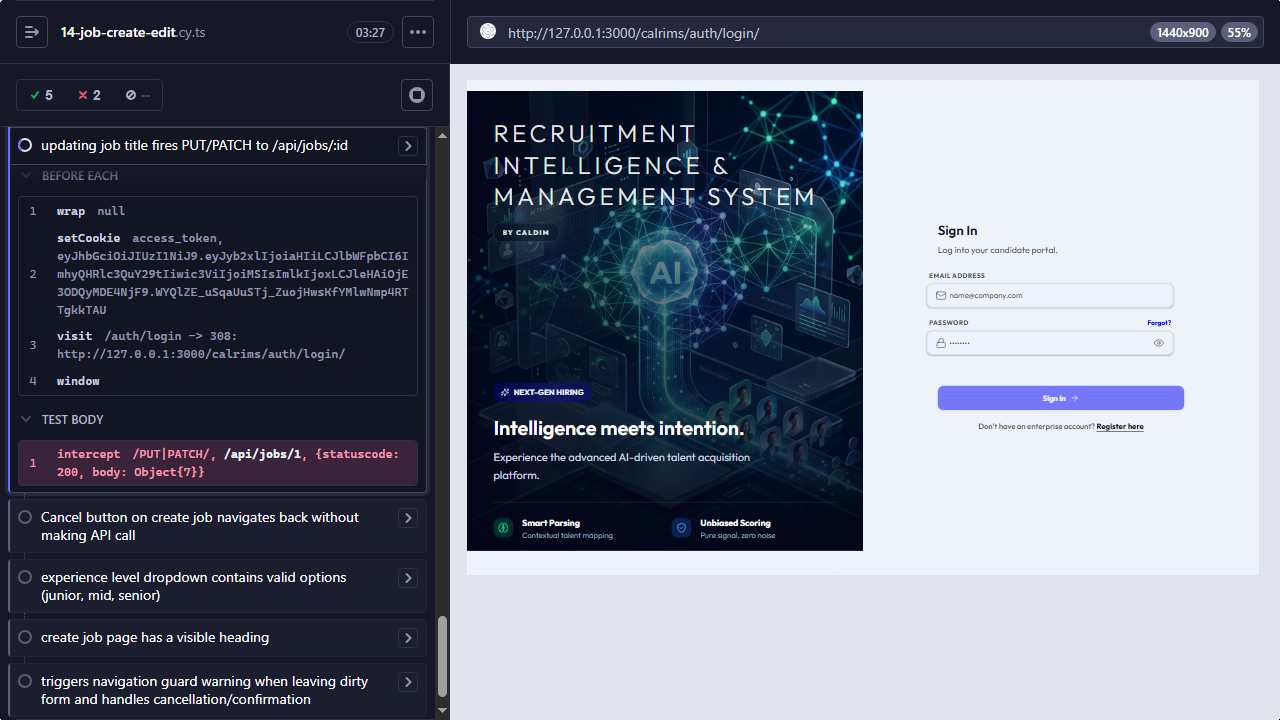 14-job-create-edit.cy.ts
03:27
http://127.0.0.1:3000/calrims/auth/login/
1440x900
55%
5
2
--
updating job title fires PUT/PATCH to /api/jobs/:id
BEFORE EACH
1 wrap null
2 setCookie access_token,
eyJhbGciOiJIUzI1NiJ9.eyJyb2xlIjoiaHIiLCJlbWFpbCI6I
mhyQHRlc3QuY29tIiwic3ViIjoiMSIsImlkIjoxLCJleHAiOjE
3ODQyMDE4NjF9.WYQlZE_uSqaUuSTj_ZuojHwsKfYMlwNmp4RT
TgkkTAU
3 visit /auth/login -> 308:
http://127.0.0.1:3000/calrims/auth/login/
4 window
TEST BODY
1 intercept /PUT|PATCH/, /api/jobs/1, {statuscode:
200, body: Object{7}}
Cancel button on create job navigates back without
making API call
experience level dropdown contains valid options
(junior, mid, senior)
create job page has a visible heading
triggers navigation guard warning when leaving dirty
form and handles cancellation/confirmation
RECRUITMENT
INTELLIGENCE &
MANAGEMENT SYSTEM
BY CALDIM
AI
NEXT-GEN HIRING
Intelligence meets intention.
Experience the advanced AI-driven talent acquisition
platform.
Smart Parsing
Contextual talent mapping
Unbiased Scoring
Pure signal, zero noise
Sign In
Log into your candidate portal.
EMAIL ADDRESS
name@company.com
PASSWORD
Forgot?
••••••••
Sign In →
Don't have an enterprise account? Register here